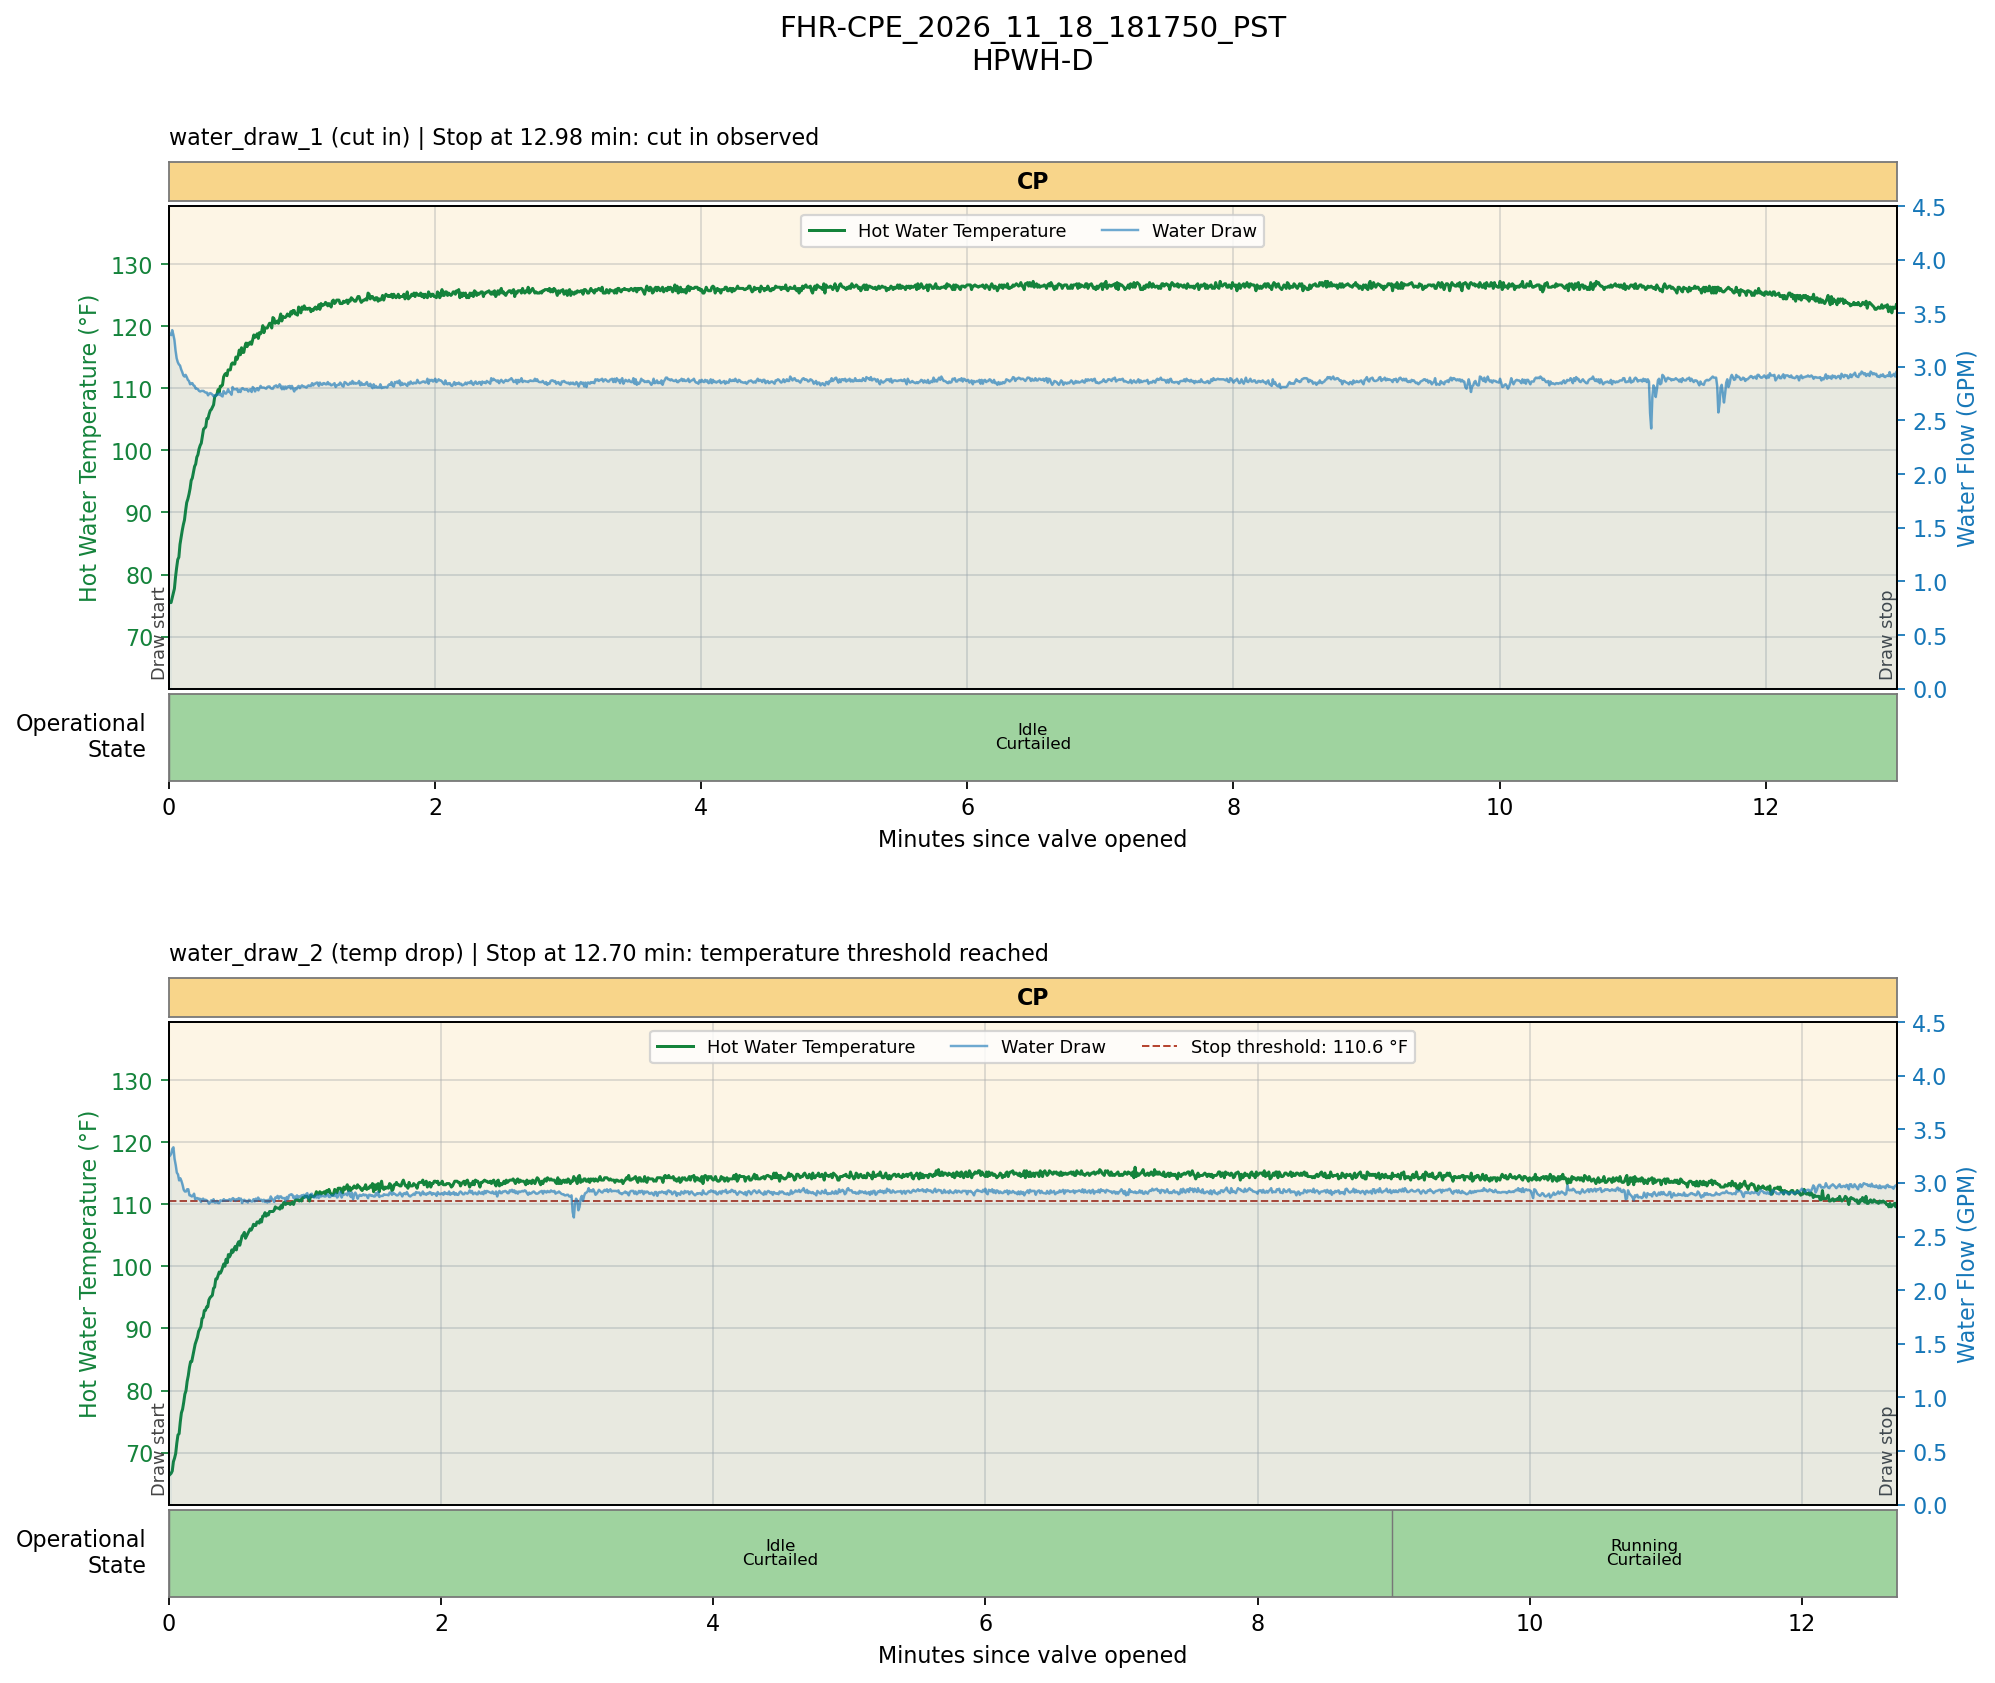 FHR-CPE_2026_11_18_181750_PST
HPWH-D
water_draw_1 (cut in) | Stop at 12.98 min: cut in observed
CP
Hot Water Temperature
Water Draw
Hot Water Temperature (°F)
130
120
110
100
90
80
70
Draw start
Draw stop
4.5
4.0
3.5
3.0
2.5
2.0
1.5
1.0
0.5
0.0
Water Flow (GPM)
Operational
State
Idle
Curtailed
0
2
4
6
8
10
12
Minutes since valve opened
water_draw_2 (temp drop) | Stop at 12.70 min: temperature threshold reached
CP
Hot Water Temperature
Water Draw
Stop threshold: 110.6 °F
Hot Water Temperature (°F)
130
120
110
100
90
80
70
Draw start
Draw stop
4.5
4.0
3.5
3.0
2.5
2.0
1.5
1.0
0.5
0.0
Water Flow (GPM)
Operational
State
Idle
Curtailed
Running
Curtailed
0
2
4
6
8
10
12
Minutes since valve opened